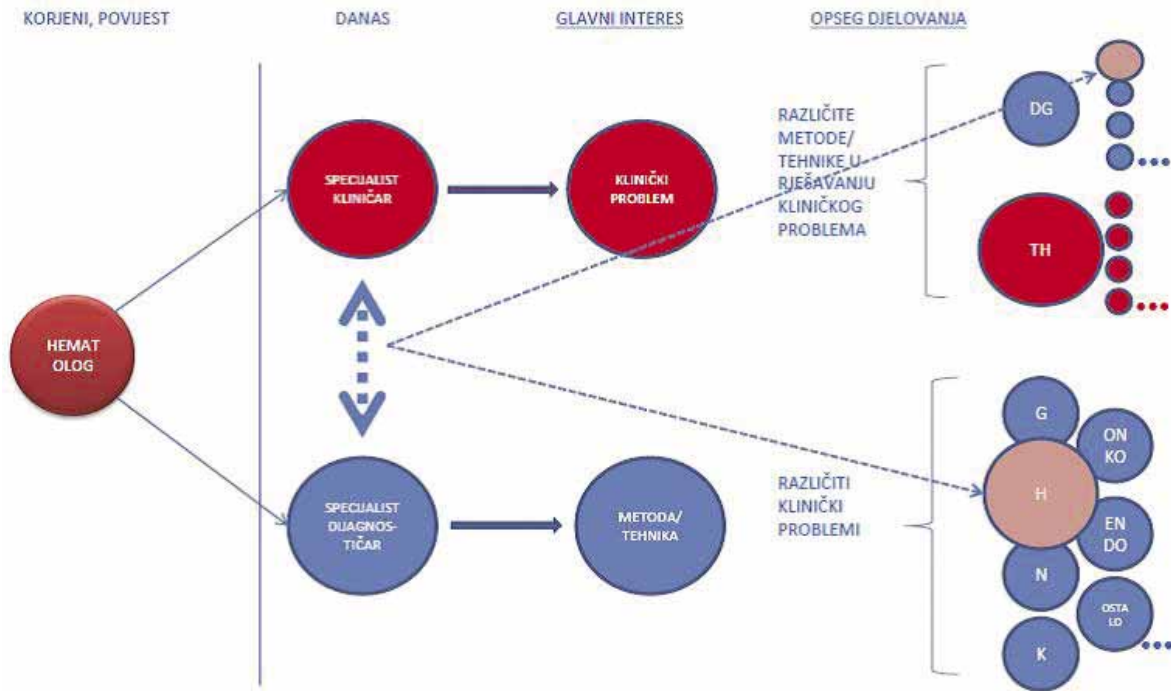 KORJENI, POVIJEST
DANAS
GLAVNI INTERES
OPSEG DJELOVANJA
HEMAT
OLOG
SPECIJALIST
KLINIČAR
KLINIČKI
PROBLEM
RAZLIČITE
METODE/
TEHNIKE U
RJEŠAVANJU
KLINIČKOG
PROBLEMA
DG
TH
SPECIJALIST
DIJAGNOS-
TIČAR
METODA/
TEHNIKA
RAZLIČITI
KLINIČKI
PROBLEMI
G
ON
KO
H
EN
DO
N
OSTA
LO
K